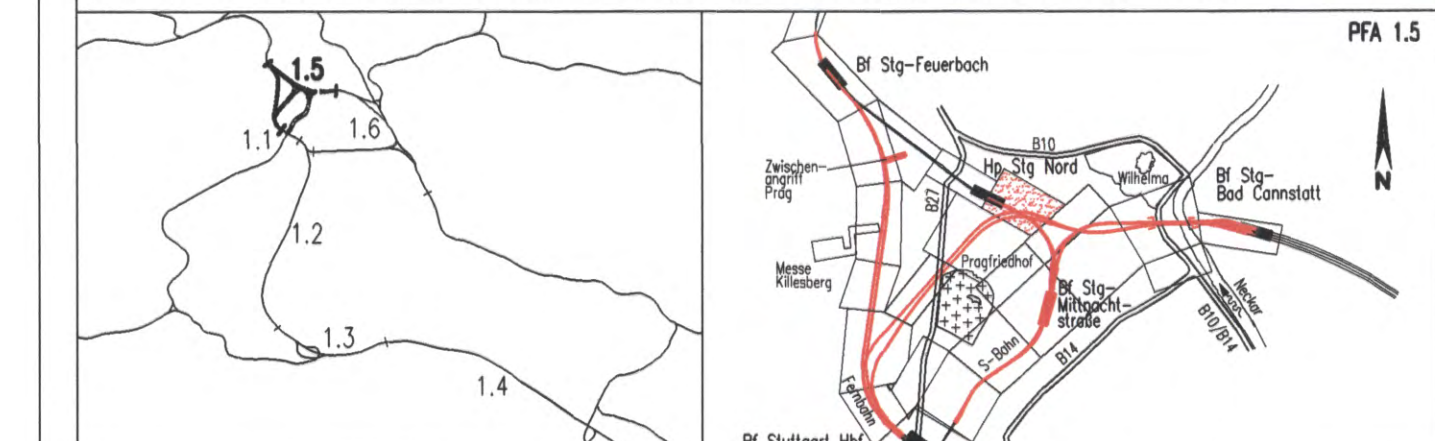 1.5
1.1
1.6
1.2
1.3
1.4
PFA 1.5
Bf Stg-Feuerbach
B10
Zwischen-
angriff
Prag
Hp Stg Nord
Wilhelma
Bf Stg-
Bad Cannstatt
N
B27
Messe
Killesberg
Pragfriedhof
Bf Stg-
Mittnacht-
straße
Neckar
B10/B14
S-Bahn
B14
Fernbahn
Bf Stuttgart Hbf